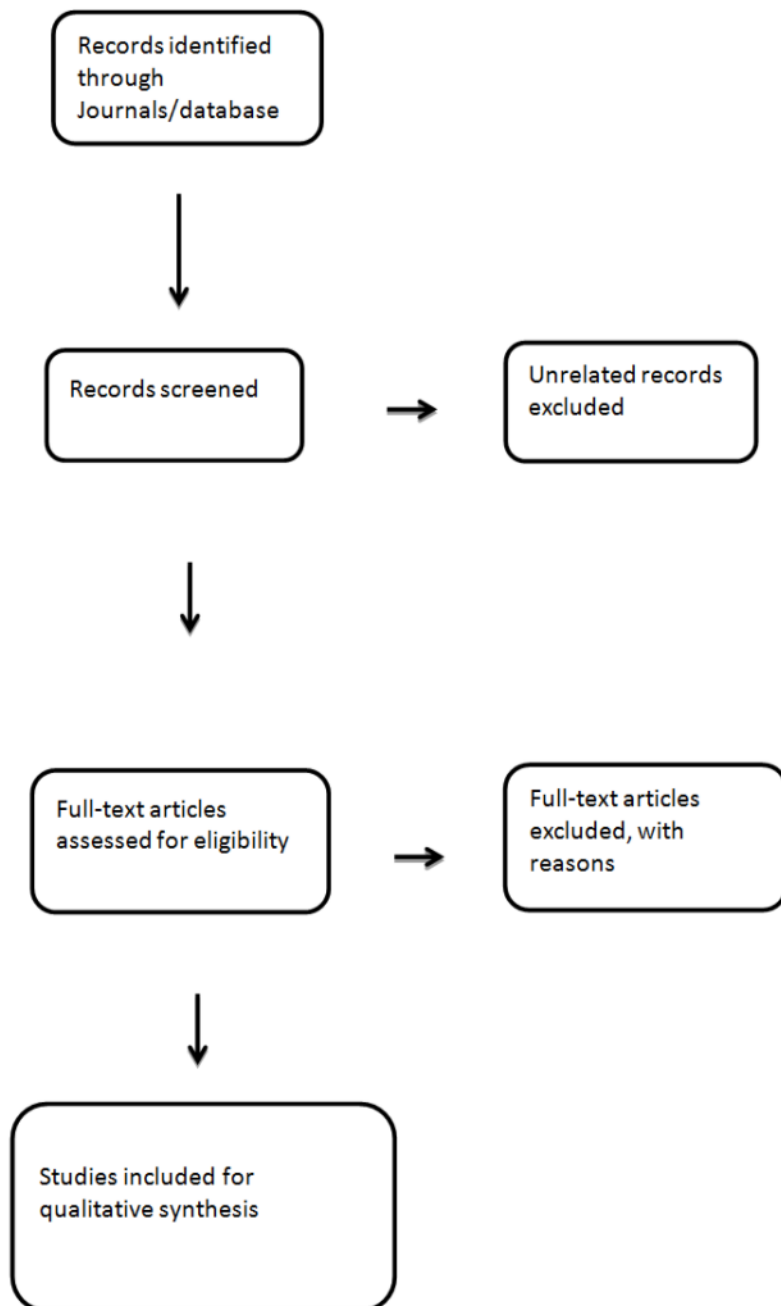 Records identified
through
Journals/database
Records screened
Unrelated records
excluded
Full-text articles
assessed for eligibility
Full-text articles
excluded, with
reasons
Studies included for
qualitative synthesis